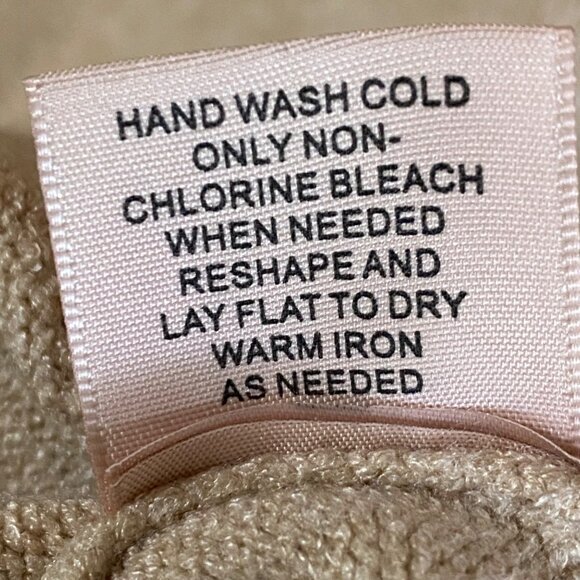 HAND WASH COLD
ONLY NON-
CHLORINE BLEACH
WHEN NEEDED
RESHAPE AND
LAY FLAT TO DRY
WARM IRON
AS NEEDED